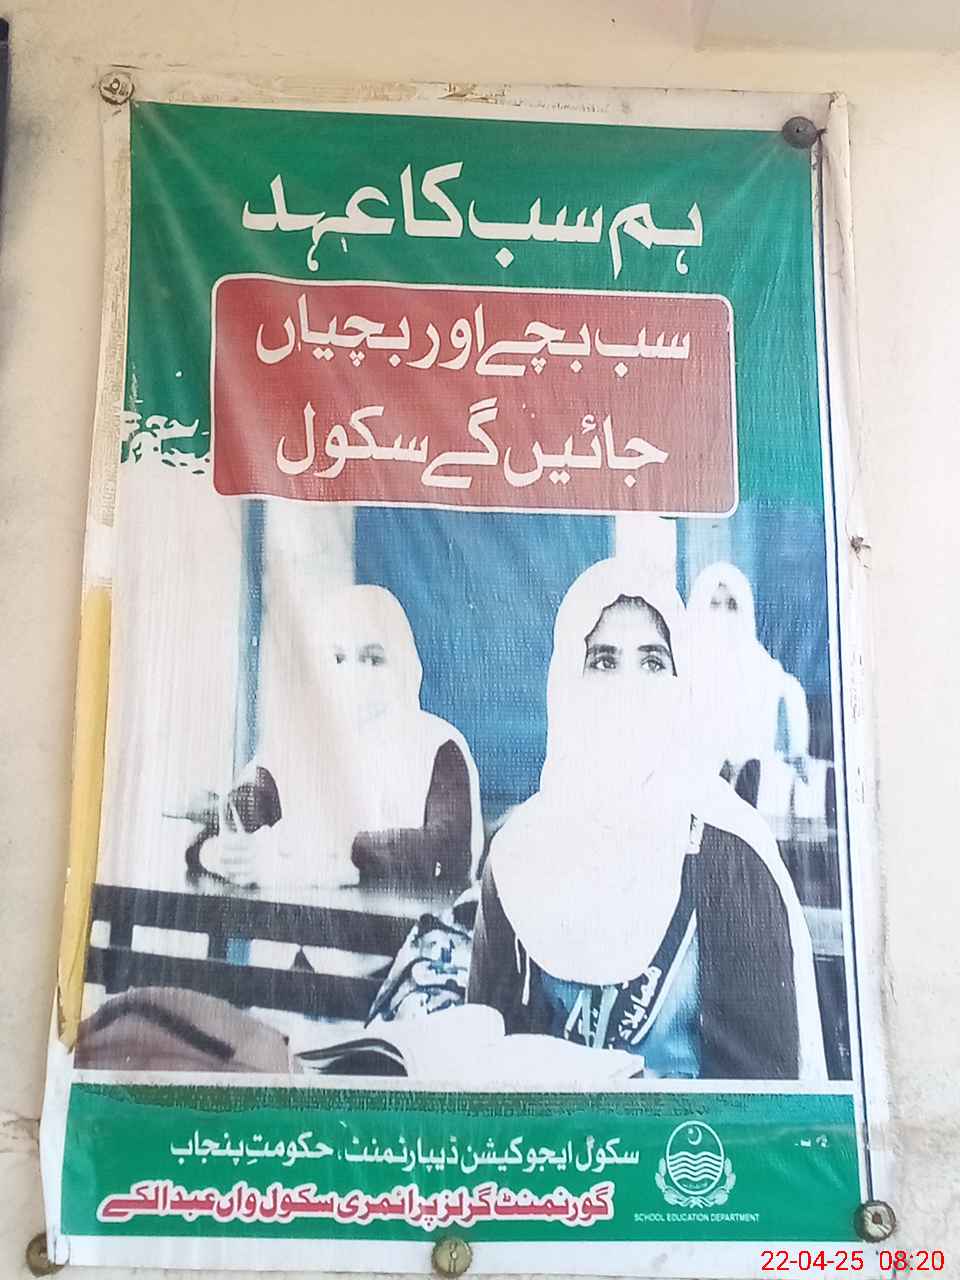 ہم سب کا عہد
سب بچے اور بچیاں
جائیں گے سکول
سکول ایجوکیشن ڈیپارٹمنٹ، حکومتِ پنجاب
گورنمنٹ گرلز پرائمری سکول واں عبدالکے
SCHOOL EDUCATION DEPARTMENT
22-04-25 08:20